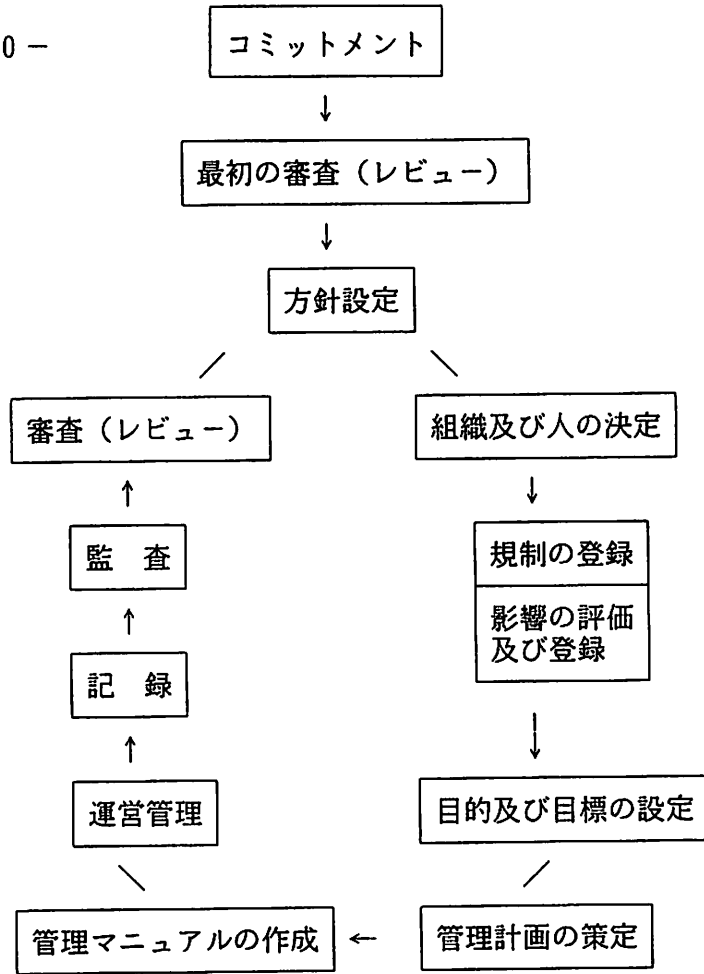 0 －
コミットメント
↓
最初の審査（レビュー）
↓
方針設定
審査（レビュー）
組織及び人の決定
↑
↓
監　査
規制の登録
影響の評価
及び登録
↑
記　録
↑
↓
運営管理
目的及び目標の設定
管理マニュアルの作成 ← 管理計画の策定